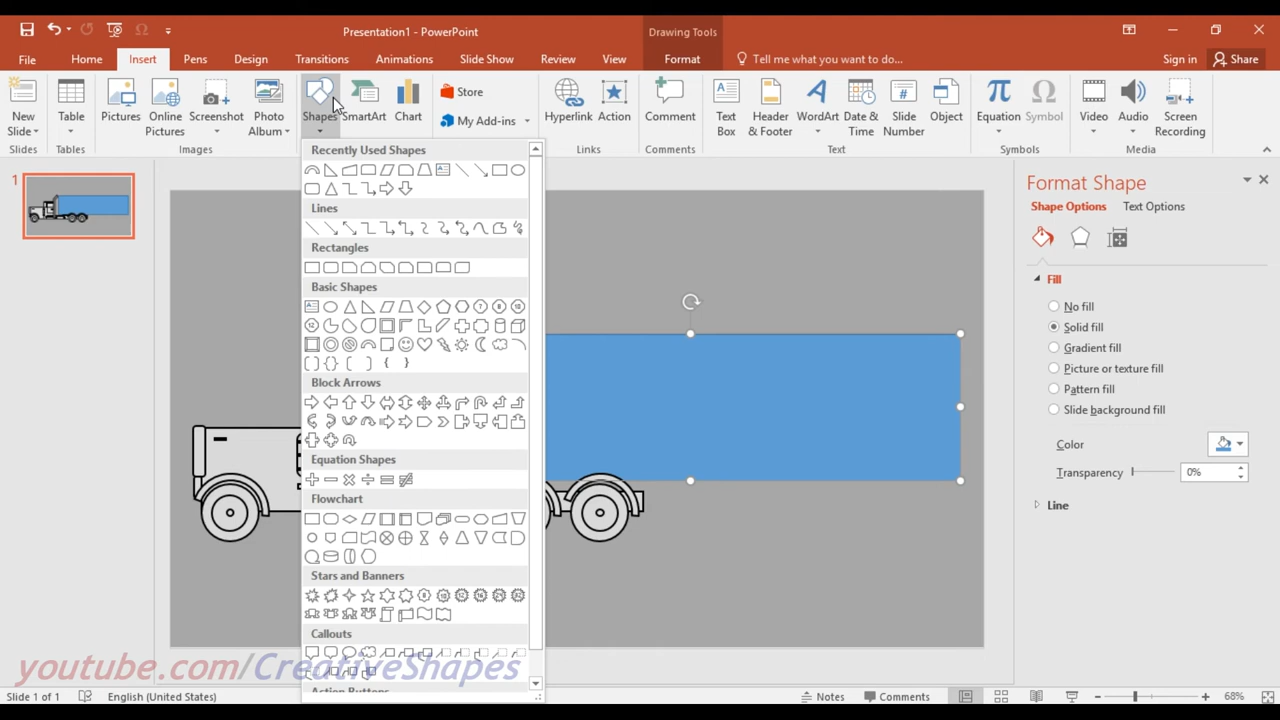 Presentation1 - PowerPoint
Drawing Tools
File
Home
Insert
Pens
Design
Transitions
Animations
Slide Show
Review
View
Format
Tell me what you want to do...
Sign in
Share
New Slide
Table
Pictures
Online Pictures
Screenshot
Photo Album
Shapes
SmartArt
Chart
Store
My Add-ins
Hyperlink
Action
Comment
Text Box
Header & Footer
WordArt
Date & Time
Slide Number
Object
Equation
Symbol
Video
Audio
Screen Recording
Slides
Tables
Images
Links
Comments
Text
Symbols
Media
1
Recently Used Shapes
Lines
Rectangles
Basic Shapes
Block Arrows
Equation Shapes
Flowchart
Stars and Banners
Callouts
Action Buttons
Format Shape
Shape Options
Text Options
Fill
No fill
Solid fill
Gradient fill
Picture or texture fill
Pattern fill
Slide background fill
Color
Transparency
0%
Line
youtube.com/CreativeShapes
Slide 1 of 1
English (United States)
Notes
Comments
68%